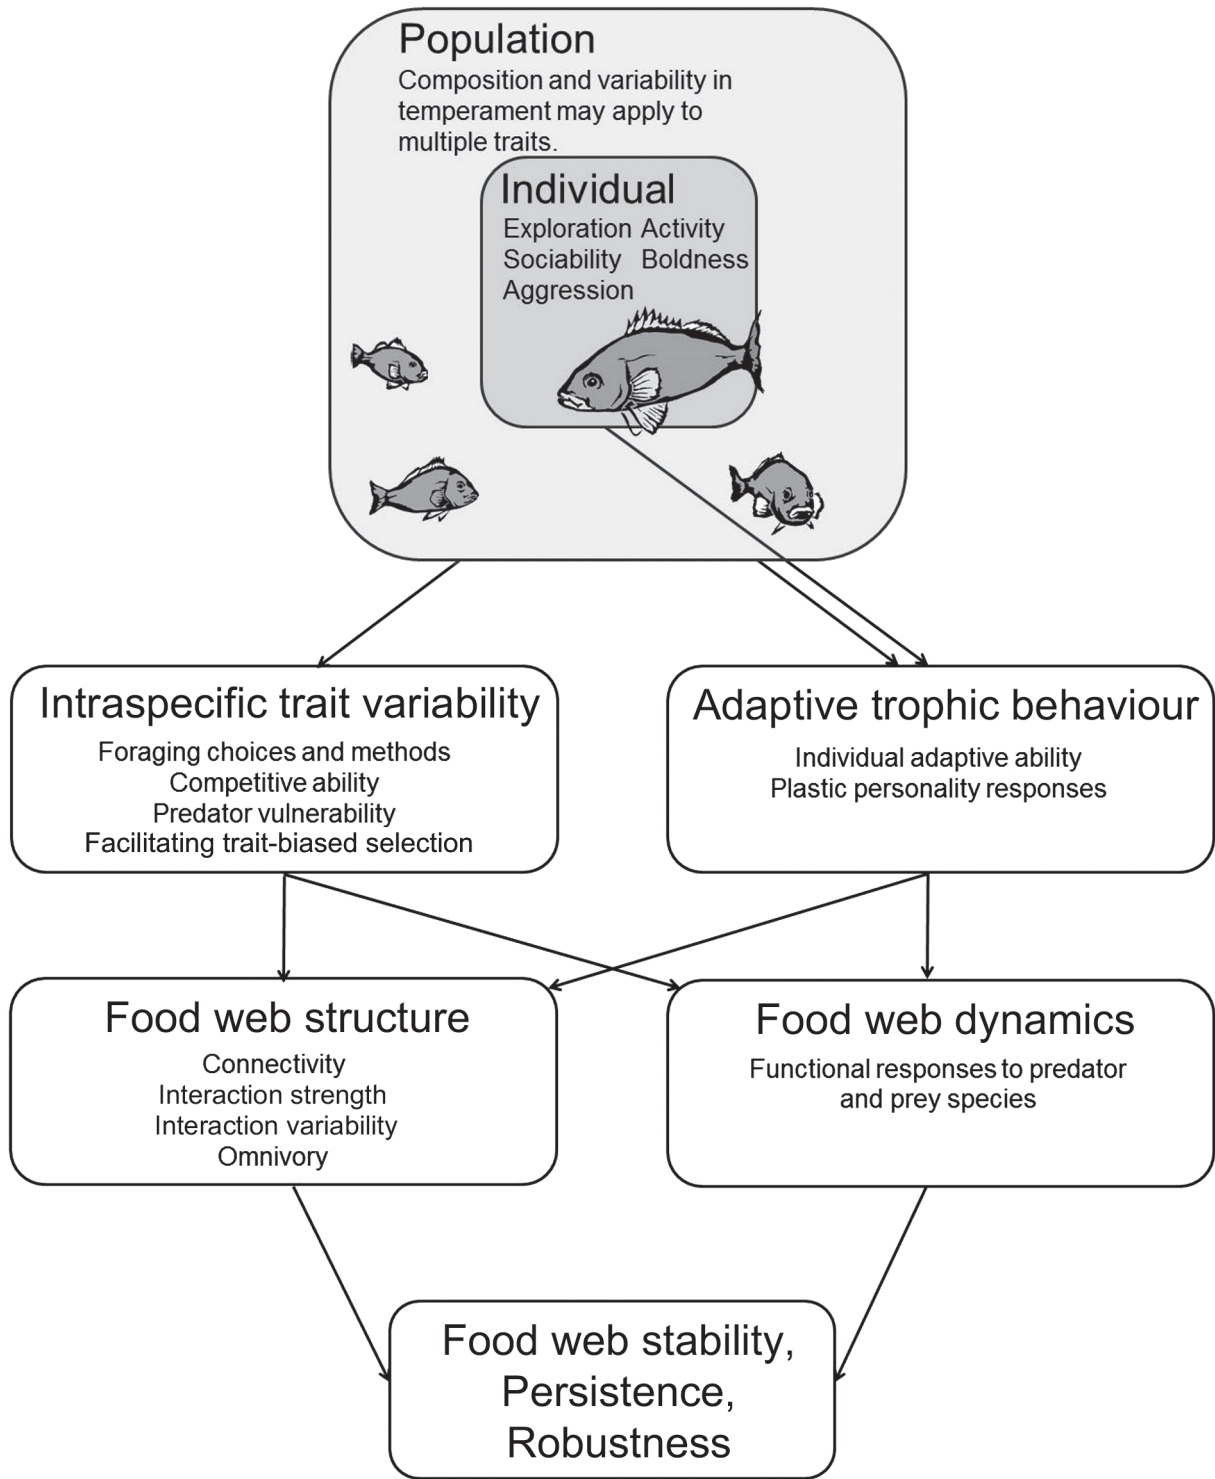 Population
Composition and variability in
temperament may apply to
multiple traits.
Individual
Exploration Activity
Sociability Boldness
Aggression
Intraspecific trait variability
Foraging choices and methods
Competitive ability
Predator vulnerability
Facilitating trait-biased selection
Adaptive trophic behaviour
Individual adaptive ability
Plastic personality responses
Food web structure
Connectivity
Interaction strength
Interaction variability
Omnivory
Food web dynamics
Functional responses to predator
and prey species
Food web stability,
Persistence,
Robustness